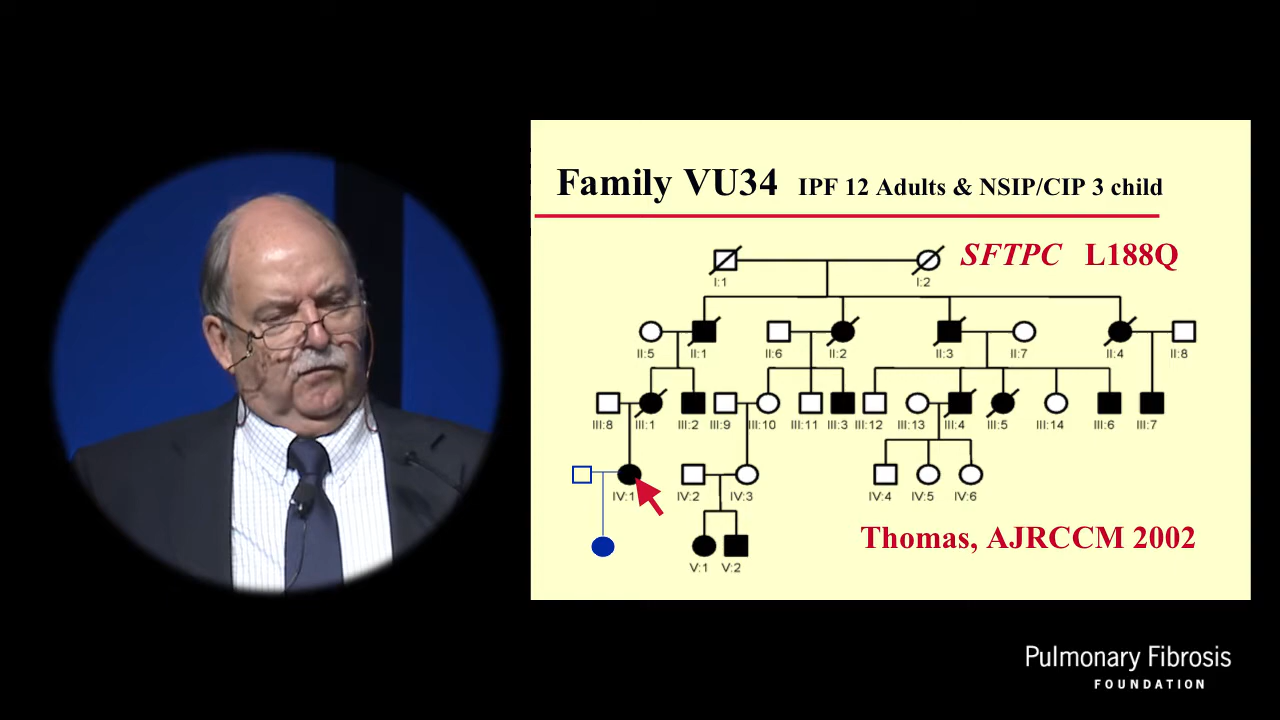 Family VU34 IPF 12 Adults & NSIP/CIP 3 child
SFTPC L188Q
I:1 I:2
II:5 II:1 II:6 II:2 II:3 II:7 II:4 II:8
III:8 III:1 III:2 III:9 III:10 III:11 III:3 III:12 III:13 III:4 III:5 III:14 III:6 III:7
IV:1 IV:2 IV:3 IV:4 IV:5 IV:6
Thomas, AJRCCM 2002
V:1 V:2
Pulmonary Fibrosis
FOUNDATION